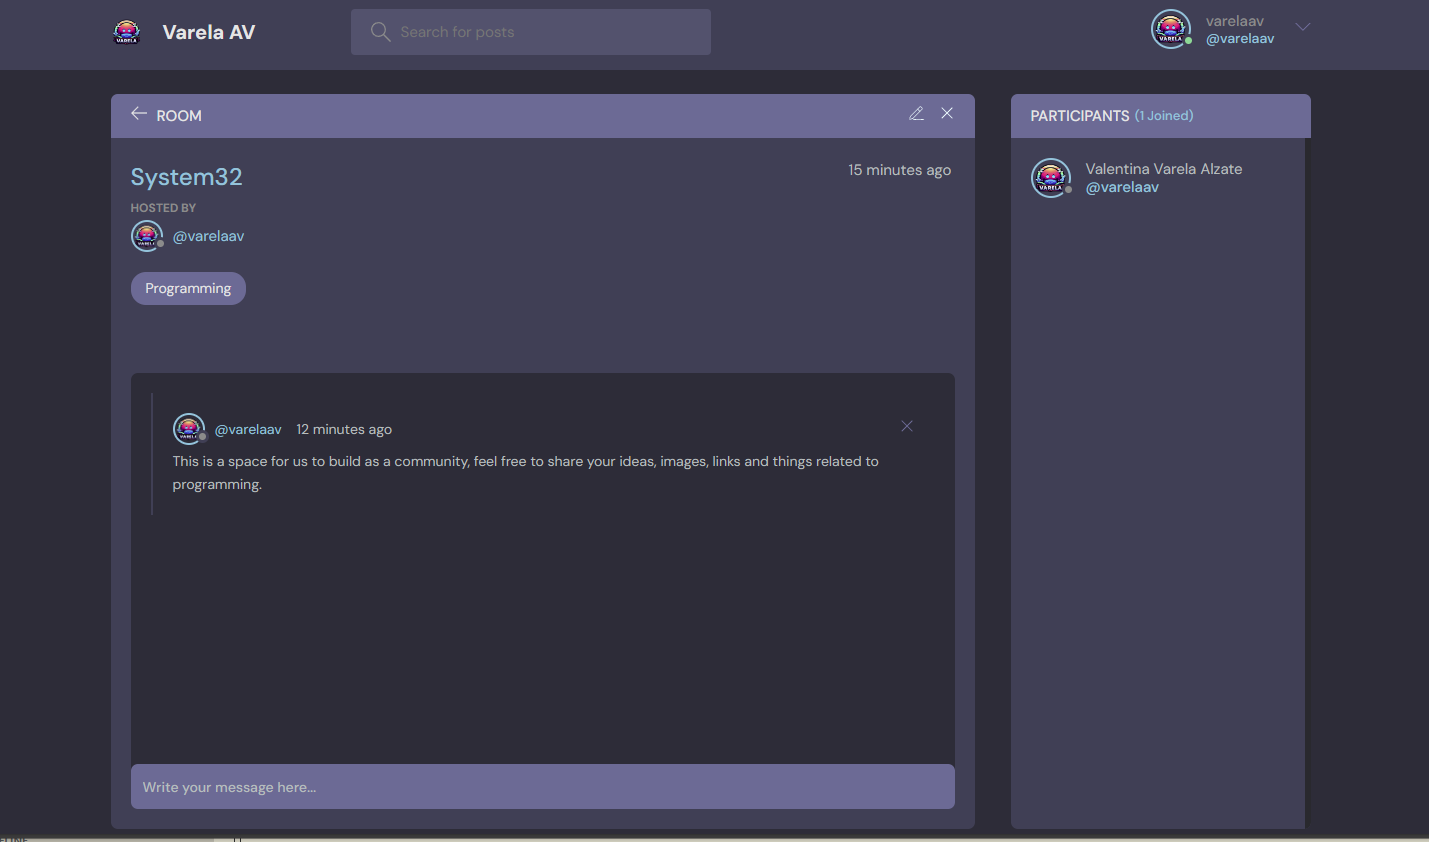 Varela AV
Search for posts
varelaav
@varelaav
ROOM
System32
15 minutes ago
HOSTED BY
@varelaav
Programming
@varelaav 12 minutes ago
This is a space for us to build as a community, feel free to share your ideas, images, links and things related to
programming.
Write your message here...
PARTICIPANTS (1 Joined)
Valentina Varela Alzate
@varelaav